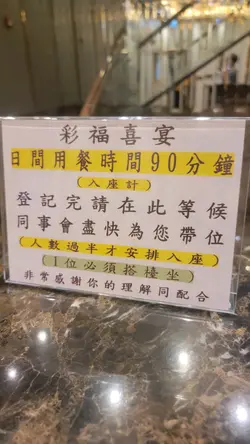 彩福喜宴
日間用餐時間90分鐘
(入座計)
登記完請在此等候
同事會盡快為您帶位
(人數過半才安排入座)
(1位必須搭檯坐)
非常感謝你的理解同配合